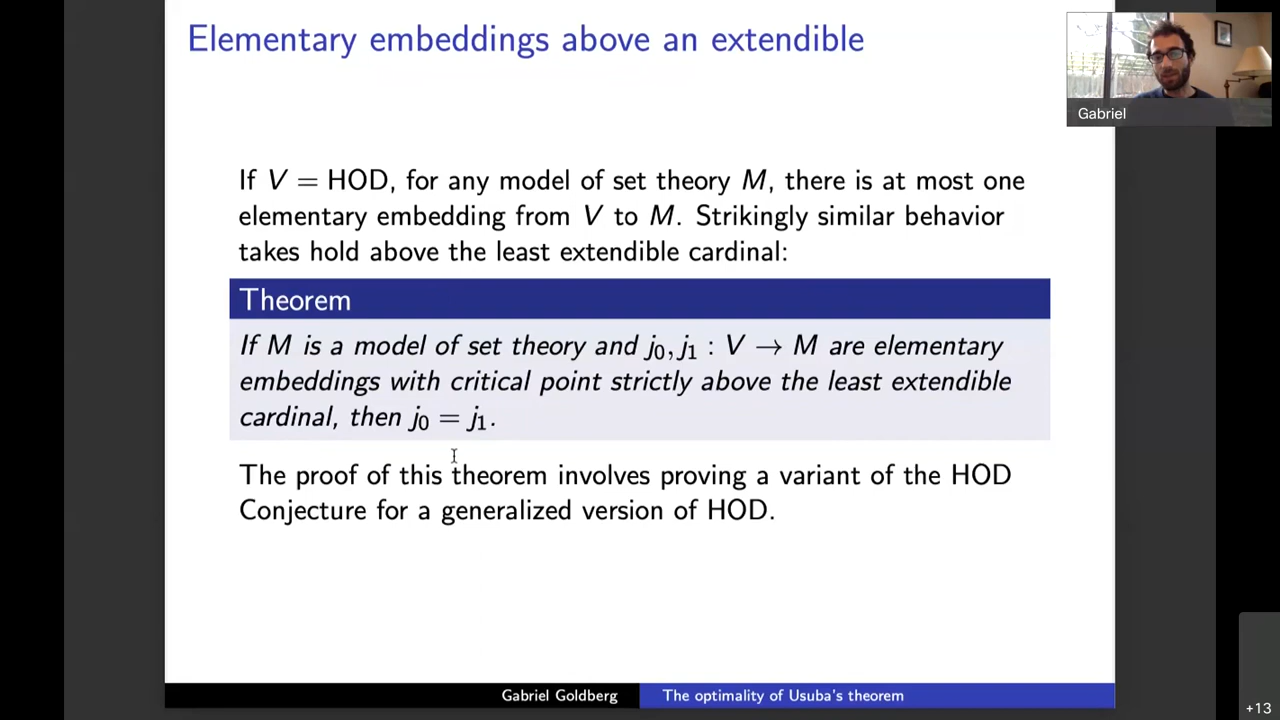 Elementary embeddings above an extendible
Gabriel
If V = HOD, for any model of set theory M, there is at most one
elementary embedding from V to M. Strikingly similar behavior
takes hold above the least extendible cardinal:
Theorem
If M is a model of set theory and j₀, j₁ : V → M are elementary
embeddings with critical point strictly above the least extendible
cardinal, then j₀ = j₁.
The proof of this theorem involves proving a variant of the HOD
Conjecture for a generalized version of HOD.
Gabriel Goldberg
The optimality of Usuba's theorem
+13